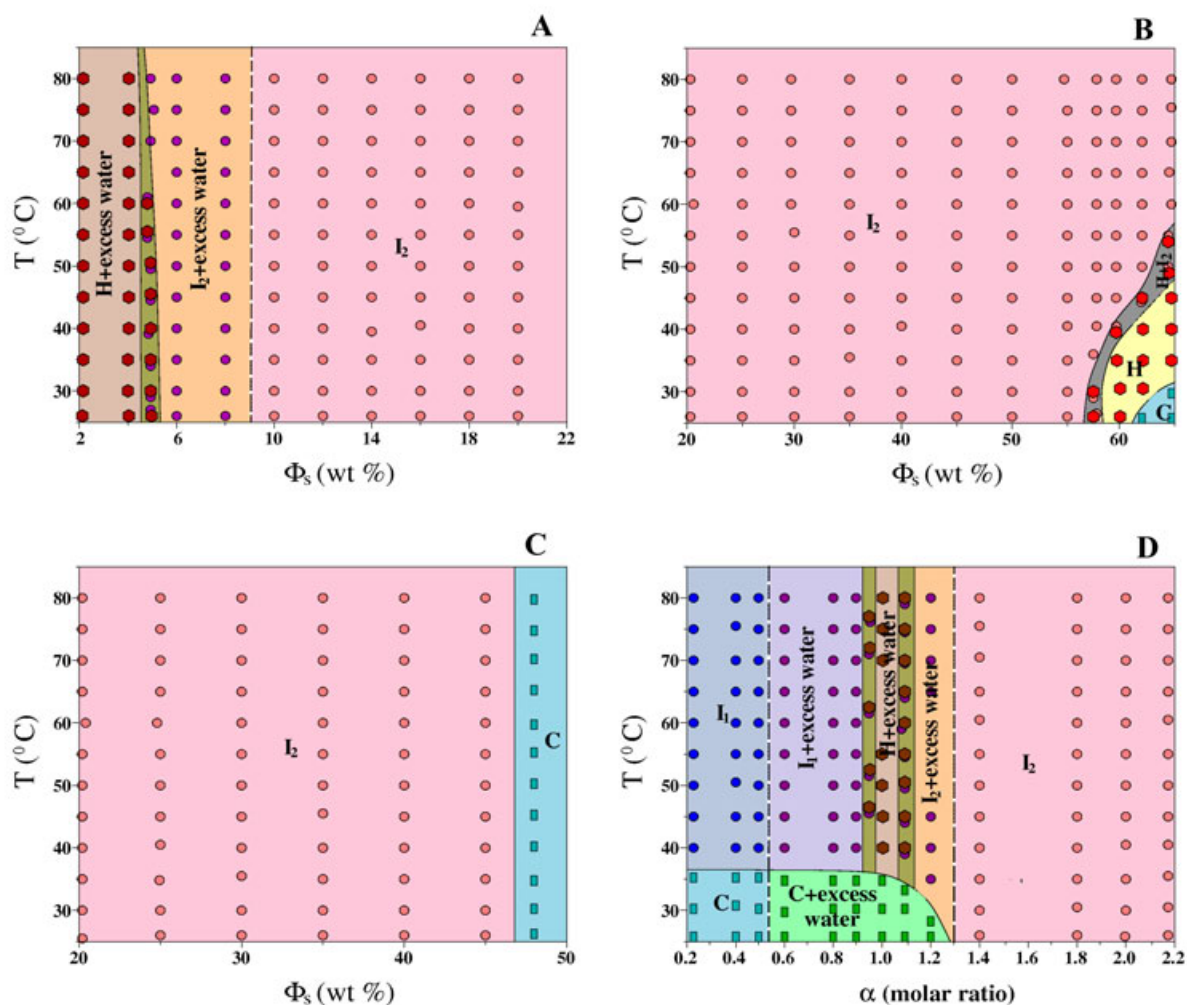 A
80
70
60
50
40
30
T (⁰C)
H+excess water
I₂+excess water
I₂
2
6
10
14
18
22
Φₛ (wt %)
B
80
70
60
50
40
30
T (⁰C)
I₂
H+I₂
H
C
20
30
40
50
60
Φₛ (wt %)
C
80
70
60
50
40
30
T (⁰C)
I₂
C
20
30
40
50
Φₛ (wt %)
D
80
70
60
50
40
30
T (⁰C)
I₁
I₁+excess water
H+excess water
I₂+excess water
I₂
C
C+excess
water
0.2
0.4
0.6
0.8
1.0
1.2
1.4
1.6
1.8
2.0
2.2
α (molar ratio)